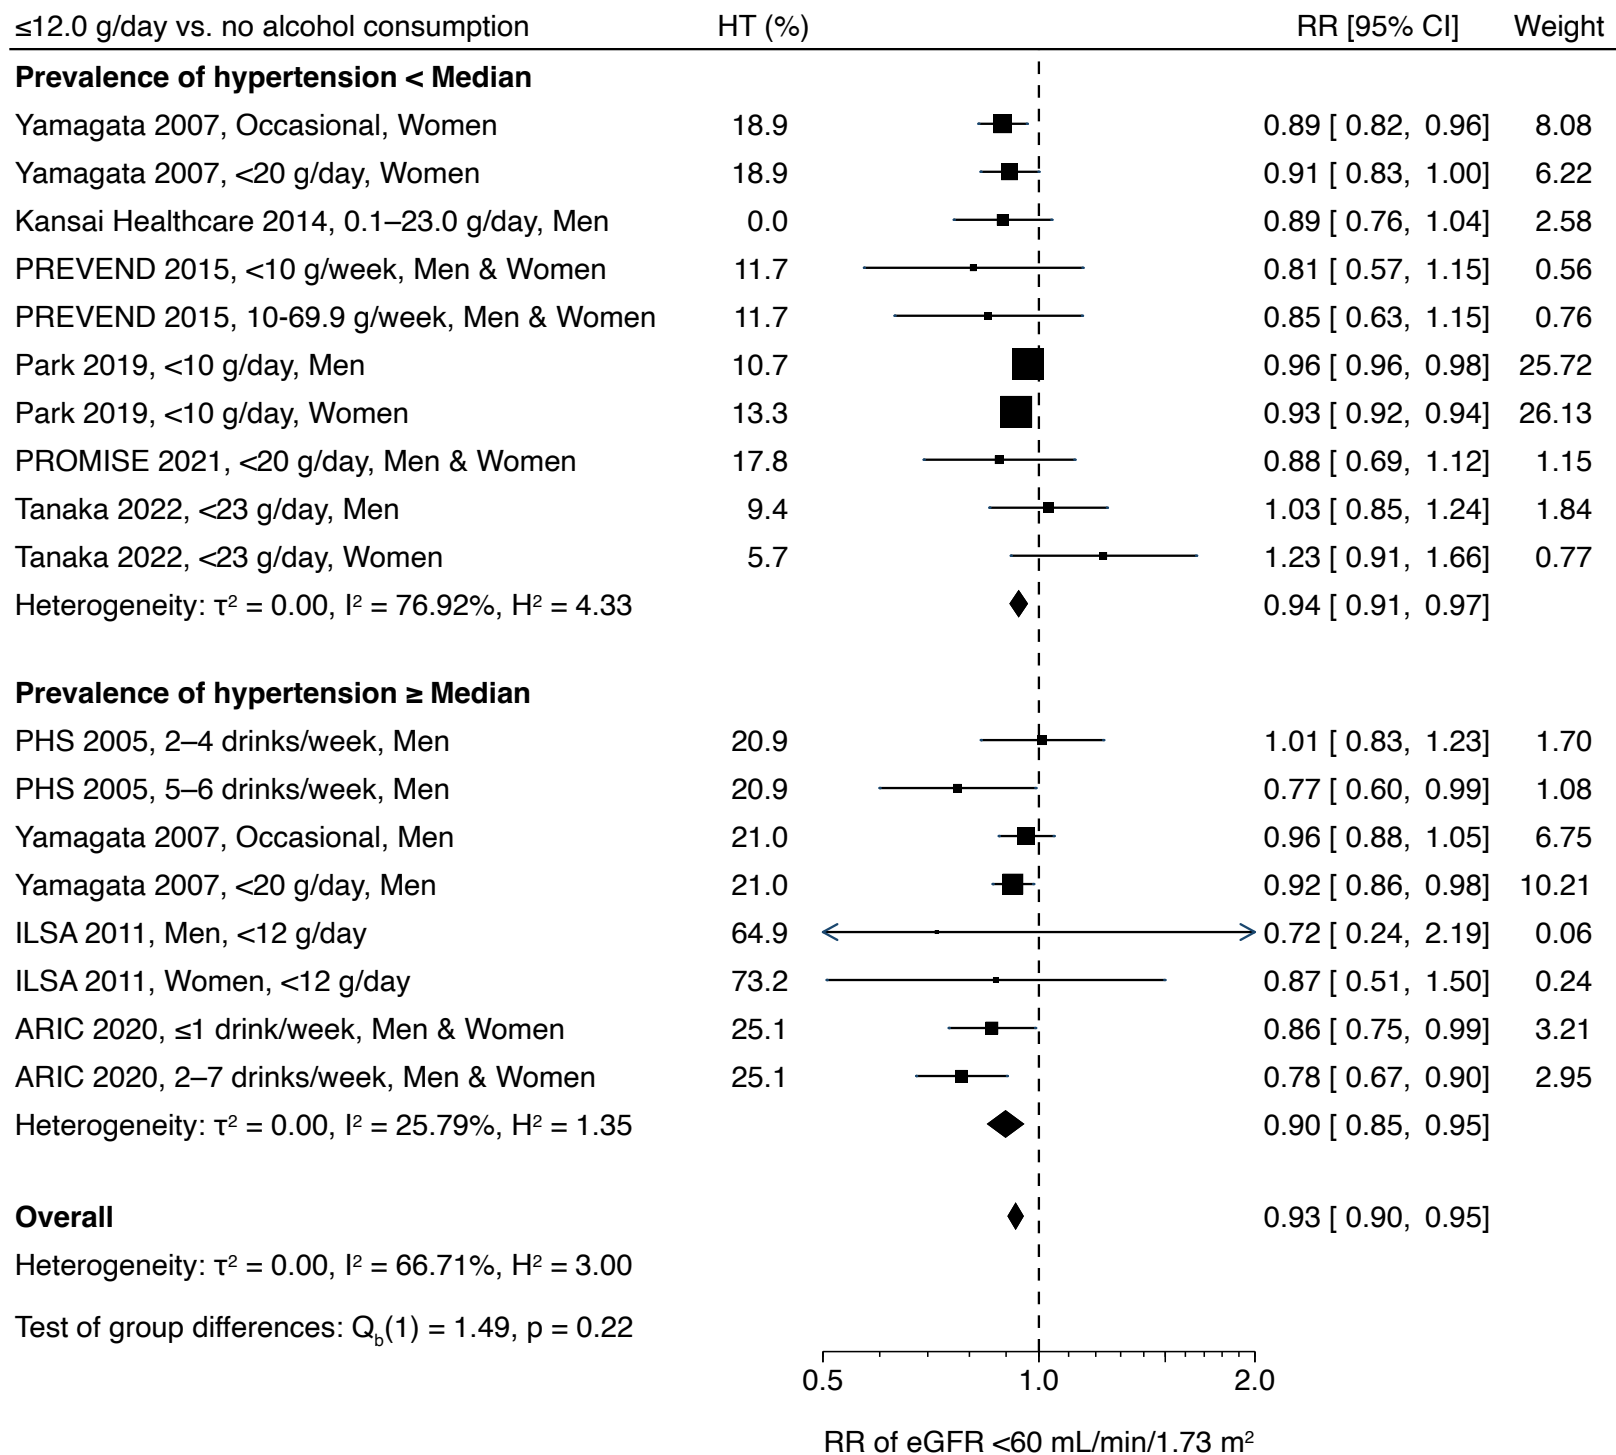 ≤12.0 g/day vs. no alcohol consumption HT (%) RR [95% CI] Weight
Prevalence of hypertension < Median
Yamagata 2007, Occasional, Women 18.9 0.89 [ 0.82, 0.96] 8.08
Yamagata 2007, <20 g/day, Women 18.9 0.91 [ 0.83, 1.00] 6.22
Kansai Healthcare 2014, 0.1–23.0 g/day, Men 0.0 0.89 [ 0.76, 1.04] 2.58
PREVEND 2015, <10 g/week, Men & Women 11.7 0.81 [ 0.57, 1.15] 0.56
PREVEND 2015, 10-69.9 g/week, Men & Women 11.7 0.85 [ 0.63, 1.15] 0.76
Park 2019, <10 g/day, Men 10.7 0.96 [ 0.96, 0.98] 25.72
Park 2019, <10 g/day, Women 13.3 0.93 [ 0.92, 0.94] 26.13
PROMISE 2021, <20 g/day, Men & Women 17.8 0.88 [ 0.69, 1.12] 1.15
Tanaka 2022, <23 g/day, Men 9.4 1.03 [ 0.85, 1.24] 1.84
Tanaka 2022, <23 g/day, Women 5.7 1.23 [ 0.91, 1.66] 0.77
Heterogeneity: τ² = 0.00, I² = 76.92%, H² = 4.33 0.94 [ 0.91, 0.97]
Prevalence of hypertension ≥ Median
PHS 2005, 2–4 drinks/week, Men 20.9 1.01 [ 0.83, 1.23] 1.70
PHS 2005, 5–6 drinks/week, Men 20.9 0.77 [ 0.60, 0.99] 1.08
Yamagata 2007, Occasional, Men 21.0 0.96 [ 0.88, 1.05] 6.75
Yamagata 2007, <20 g/day, Men 21.0 0.92 [ 0.86, 0.98] 10.21
ILSA 2011, Men, <12 g/day 64.9 0.72 [ 0.24, 2.19] 0.06
ILSA 2011, Women, <12 g/day 73.2 0.87 [ 0.51, 1.50] 0.24
ARIC 2020, ≤1 drink/week, Men & Women 25.1 0.86 [ 0.75, 0.99] 3.21
ARIC 2020, 2–7 drinks/week, Men & Women 25.1 0.78 [ 0.67, 0.90] 2.95
Heterogeneity: τ² = 0.00, I² = 25.79%, H² = 1.35 0.90 [ 0.85, 0.95]
Overall 0.93 [ 0.90, 0.95]
Heterogeneity: τ² = 0.00, I² = 66.71%, H² = 3.00
Test of group differences: Q_b(1) = 1.49, p = 0.22
0.5 1.0 2.0
RR of eGFR <60 mL/min/1.73 m²